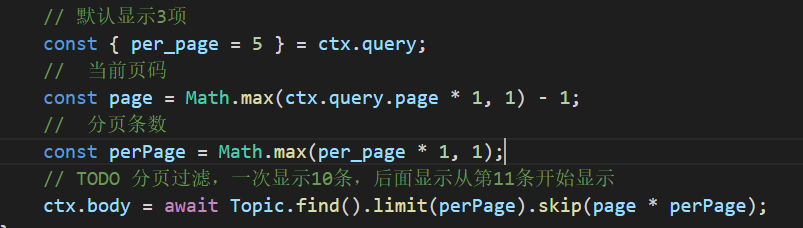 // 默认显示3项
const { per_page = 5 } = ctx.query;
//  当前页码
const page = Math.max(ctx.query.page * 1, 1) - 1;
//  分页条数
const perPage = Math.max(per_page * 1, 1);
// TODO 分页过滤，一次显示10条，后面显示从第11条开始显示
ctx.body = await Topic.find().limit(perPage).skip(page * perPage);